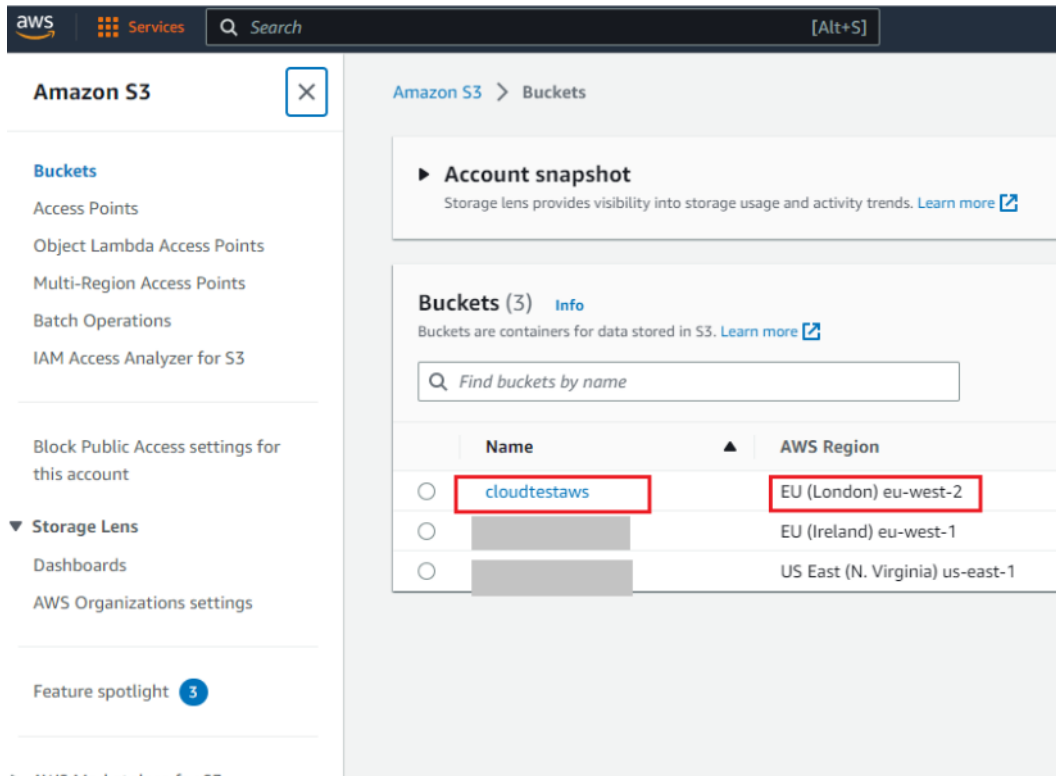 aws Services Search [Alt+S]
Amazon S3
Buckets
Access Points
Object Lambda Access Points
Multi-Region Access Points
Batch Operations
IAM Access Analyzer for S3
Block Public Access settings for
this account
Storage Lens
Dashboards
AWS Organizations settings
Feature spotlight 3
Amazon S3 > Buckets
Account snapshot
Storage lens provides visibility into storage usage and activity trends. Learn more
Buckets (3) Info
Buckets are containers for data stored in S3. Learn more
Find buckets by name
Name AWS Region
cloudtestaws EU (London) eu-west-2
EU (Ireland) eu-west-1
US East (N. Virginia) us-east-1